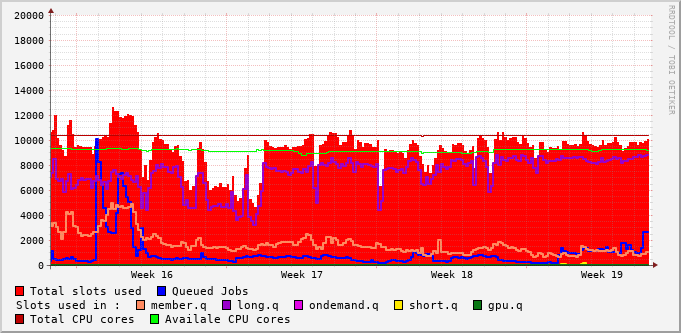 RRDTOOL / TOBI OETIKER
20000
18000
16000
14000
12000
10000
8000
6000
4000
2000
0
Week 16 Week 17 Week 18 Week 19
Total slots used Queued Jobs
Slots used in : member.q long.q ondemand.q short.q gpu.q
Total CPU cores Availale CPU cores